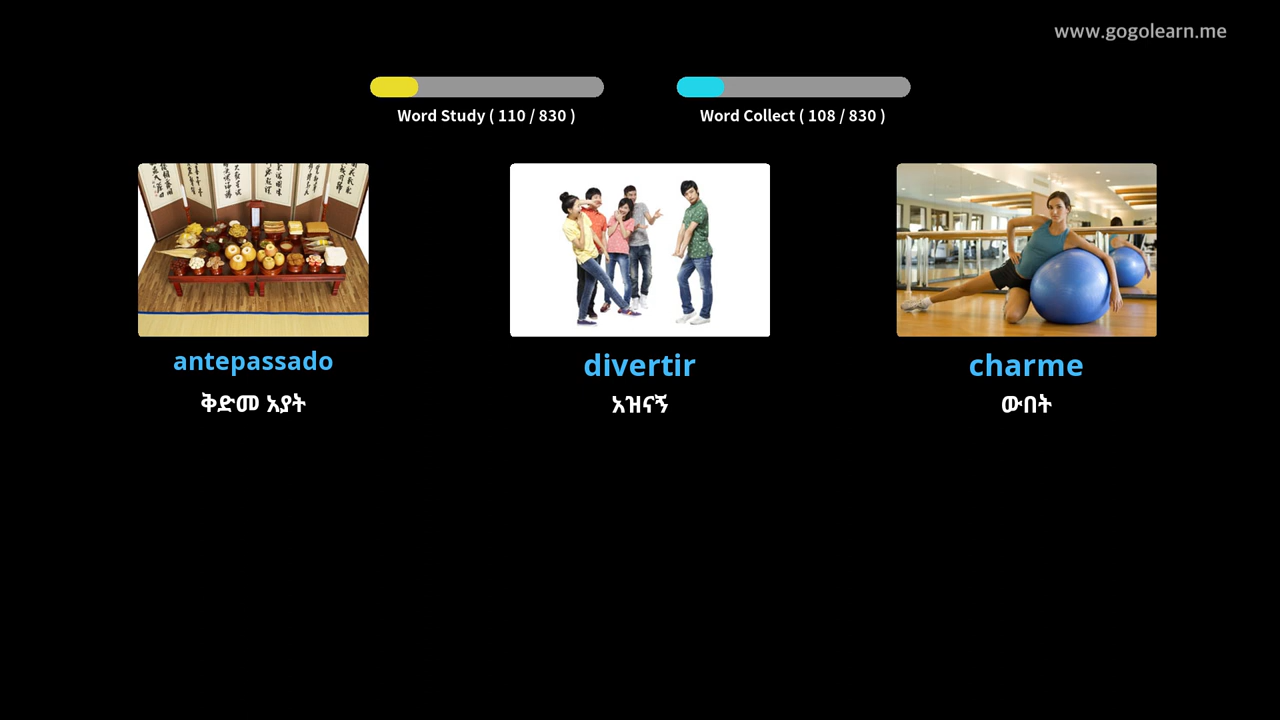 www.gogolearn.me
Word Study ( 110 / 830 )
Word Collect ( 108 / 830 )
antepassado
ቅድመ አያት
divertir
አዝናኝ
charme
ውበት